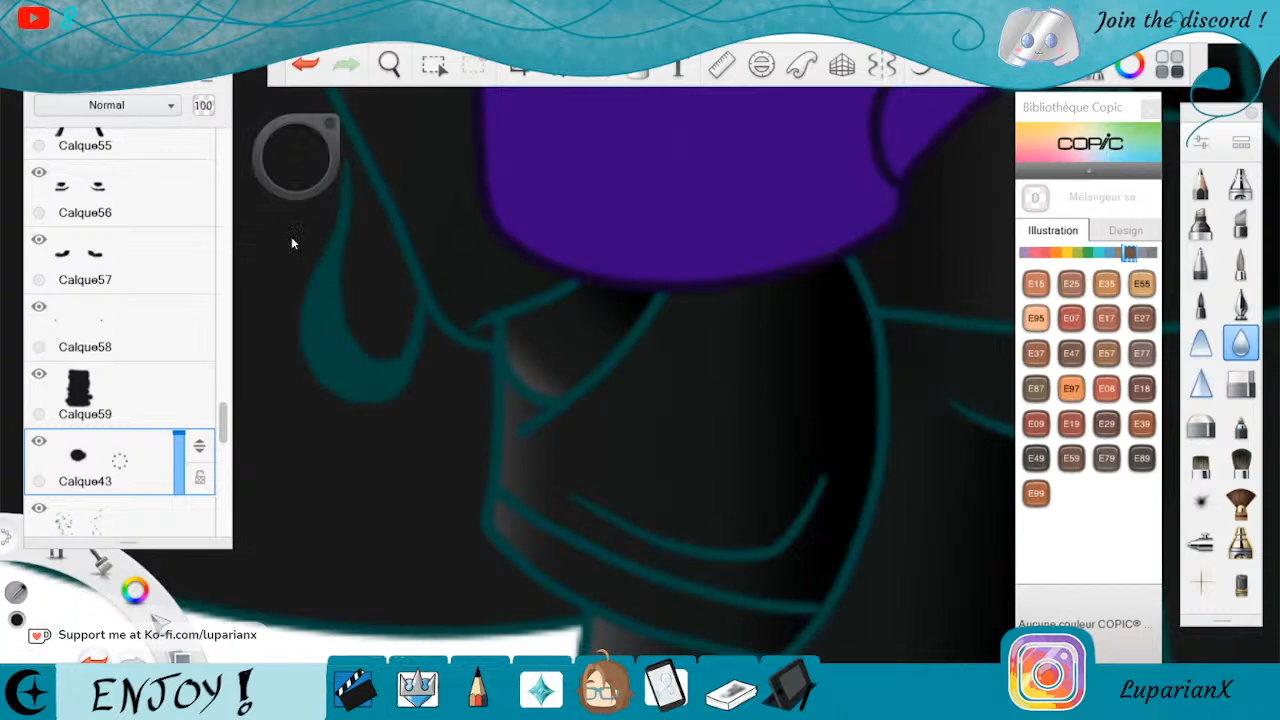 Join the discord !
Normal
100
Calque55
Calque56
Calque57
Calque58
Calque59
Calque43
Bibliothèque Copic
COPIC
0 Mélangeur sa
Illustration Design
E15 E25 E35 E55
E95 E07 E17 E27
E37 E47 E57 E77
E87 E97 E08 E18
E09 E19 E29 E39
E49 E59 E79 E89
E99
Aucune couleur COPIC® ...
Support me at Ko-fi.com/luparianx
ENJOY !
LuparianX